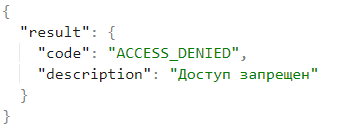 {
  "result": {
    "code": "ACCESS_DENIED",
    "description": "Доступ запрещен"
  }
}